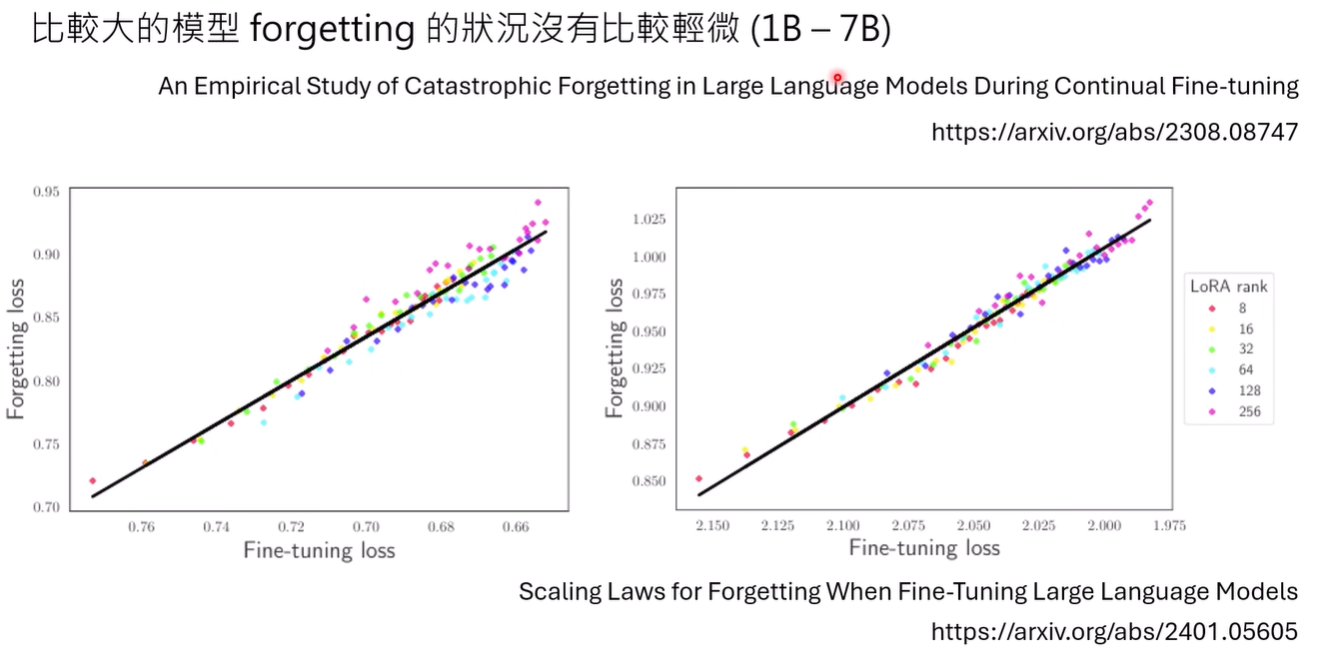 比較大的模型 forgetting 的狀況沒有比較輕微 (1B – 7B)
An Empirical Study of Catastrophic Forgetting in Large Language Models During Continual Fine-tuning
https://arxiv.org/abs/2308.08747
Forgetting loss
0.95
0.90
0.85
0.80
0.75
0.70
0.76 0.74 0.72 0.70 0.68 0.66
Fine-tuning loss
Forgetting loss
1.025
1.000
0.975
0.950
0.925
0.900
0.875
0.850
2.150 2.125 2.100 2.075 2.050 2.025 2.000 1.975
Fine-tuning loss
LoRA rank
8
16
32
64
128
256
Scaling Laws for Forgetting When Fine-Tuning Large Language Models
https://arxiv.org/abs/2401.05605